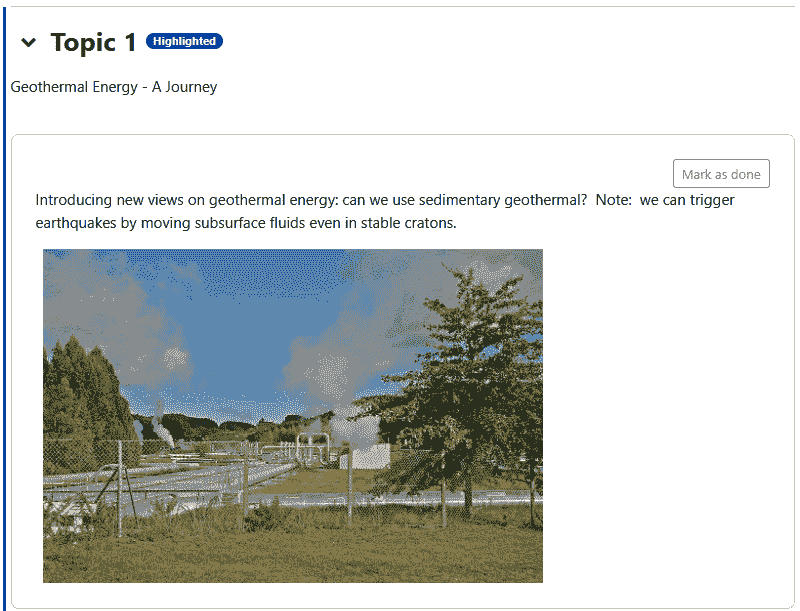 Topic 1 Highlighted
Geothermal Energy - A Journey
Mark as done
Introducing new views on geothermal energy: can we use sedimentary geothermal?  Note:  we can trigger
earthquakes by moving subsurface fluids even in stable cratons.